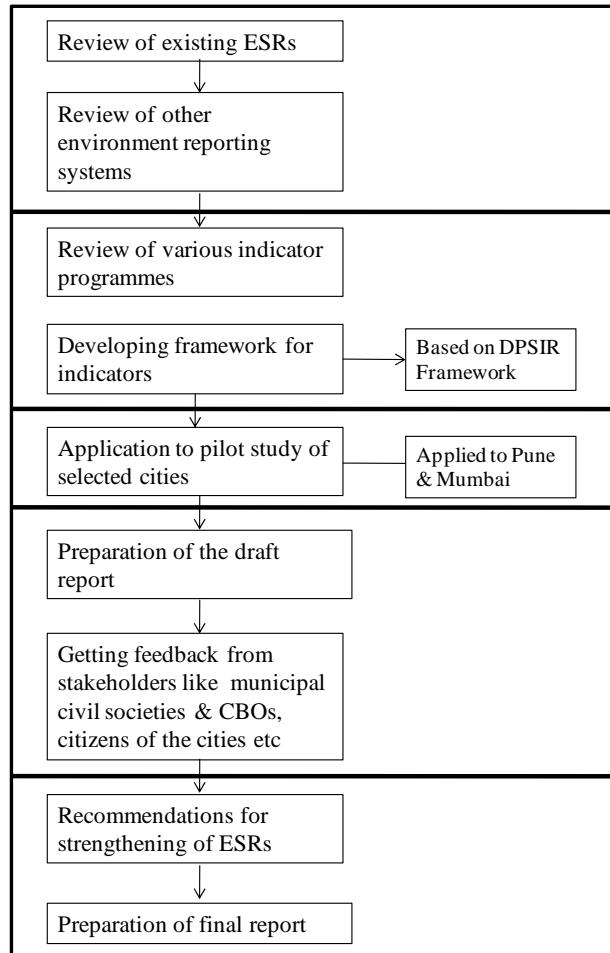 Review of existing ESRs
Review of other
environment reporting
systems
Review of various indicator
programmes
Developing framework for
indicators
Based on DPSIR
Framework
Application to pilot study of
selected cities
Applied to Pune
& Mumbai
Preparation of the draft
report
Getting feedback from
stakeholders like municipal
civil societies & CBOs,
citizens of the cities etc
Recommendations for
strengthening of ESRs
Preparation of final report